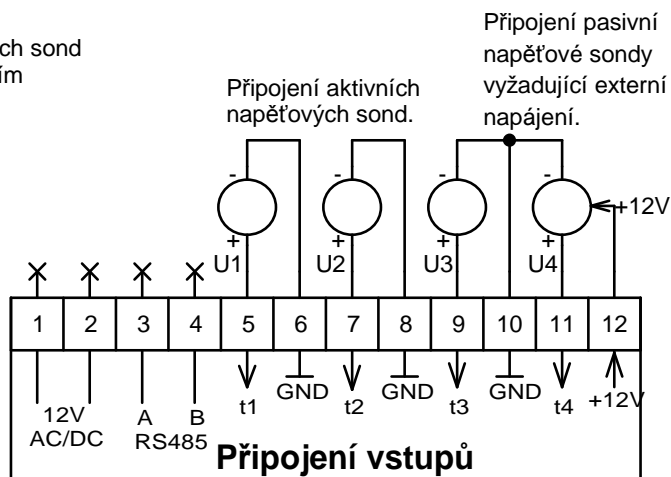 ch sond
ím
Připojení aktivních
napěťových sond.
Připojení pasivní
napěťové sondy
vyžadující externí
napájení.
- - - -
+12V
+ + + +
U1 U2 U3 U4
1 2 3 4 5 6 7 8 9 10 11 12
12V
AC/DC
A B
RS485
t1 GND t2 GND t3 GND t4 +12V
Připojení vstupů